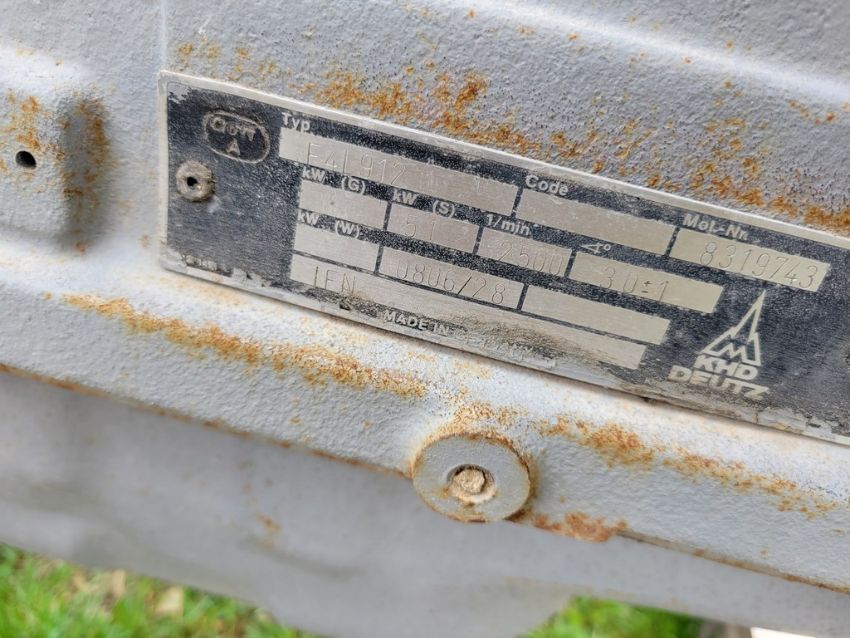 Typ.
F4L912
Code
Mot.-Nr.
8319743
kW (G)
kW (S)
51
1/min
2500
30±1
kW (W)
0806/28
IFN
MADE IN
KHD
DEUTZ
A